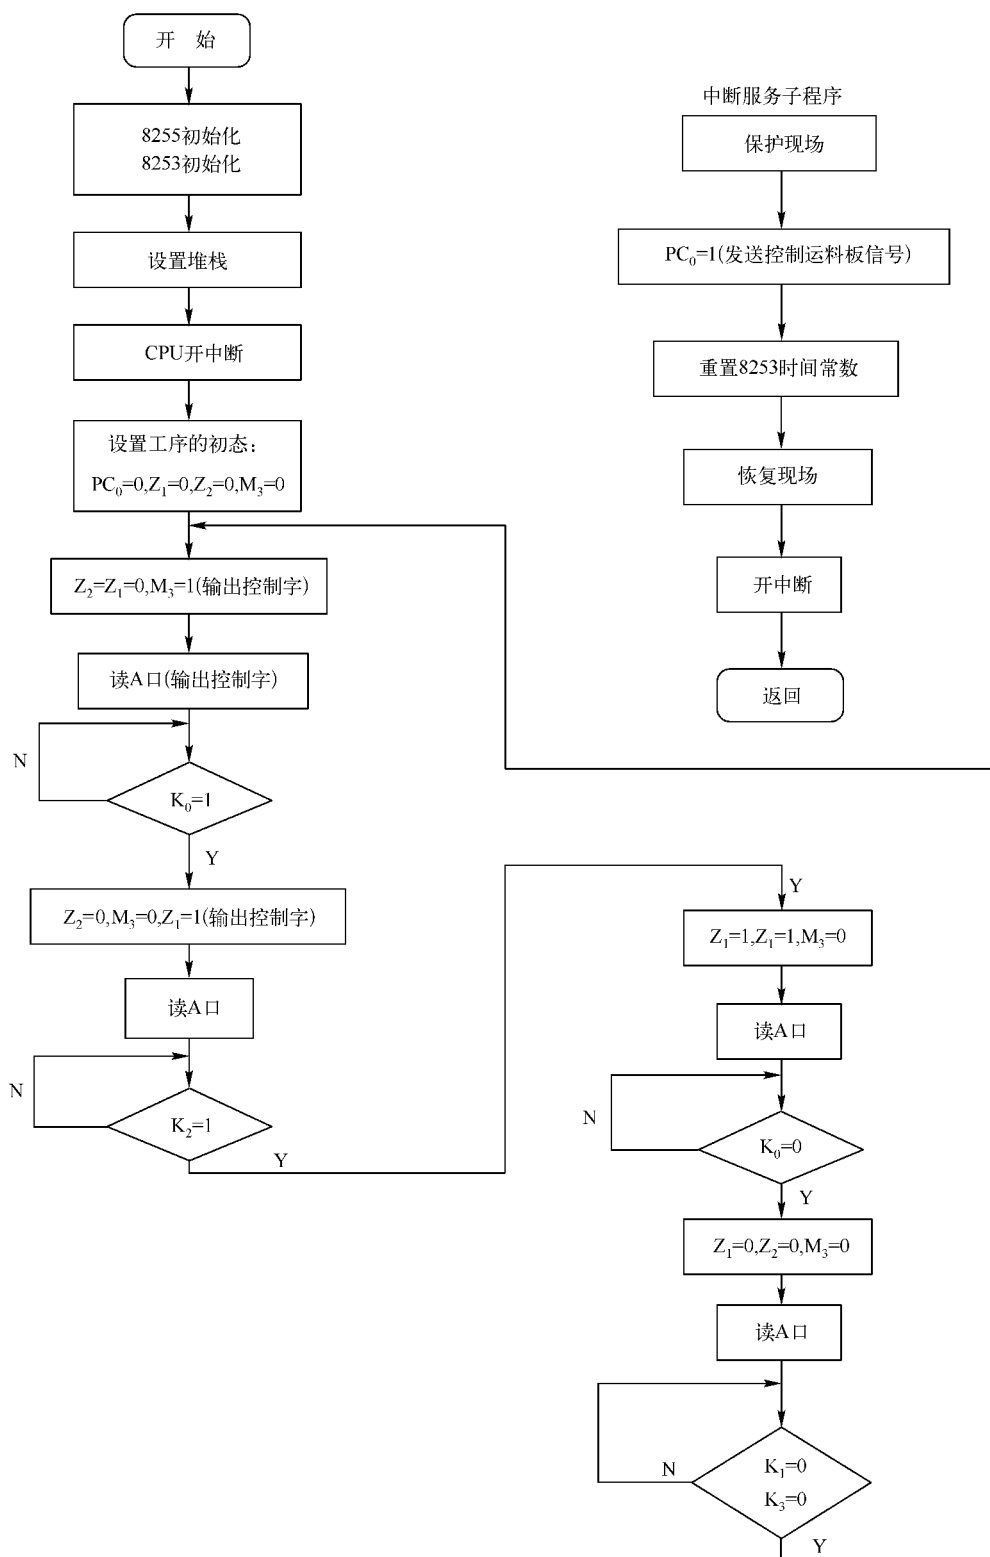 开 始
8255初始化
8253初始化
设置堆栈
CPU开中断
设置工序的初态：
PC₀=0,Z₁=0,Z₂=0,M₃=0
Z₂=Z₁=0,M₃=1(输出控制字)
读A口(输出控制字)
N
K₀=1
Y
Z₂=0,M₃=0,Z₁=1(输出控制字)
读A口
N
K₂=1
Y
中断服务子程序
保护现场
PC₀=1(发送控制运料板信号)
重置8253时间常数
恢复现场
开中断
返回
Y
Z₁=1,Z₁=1,M₃=0
读A口
N
K₀=0
Y
Z₁=0,Z₂=0,M₃=0
读A口
N
K₁=0
K₃=0
Y